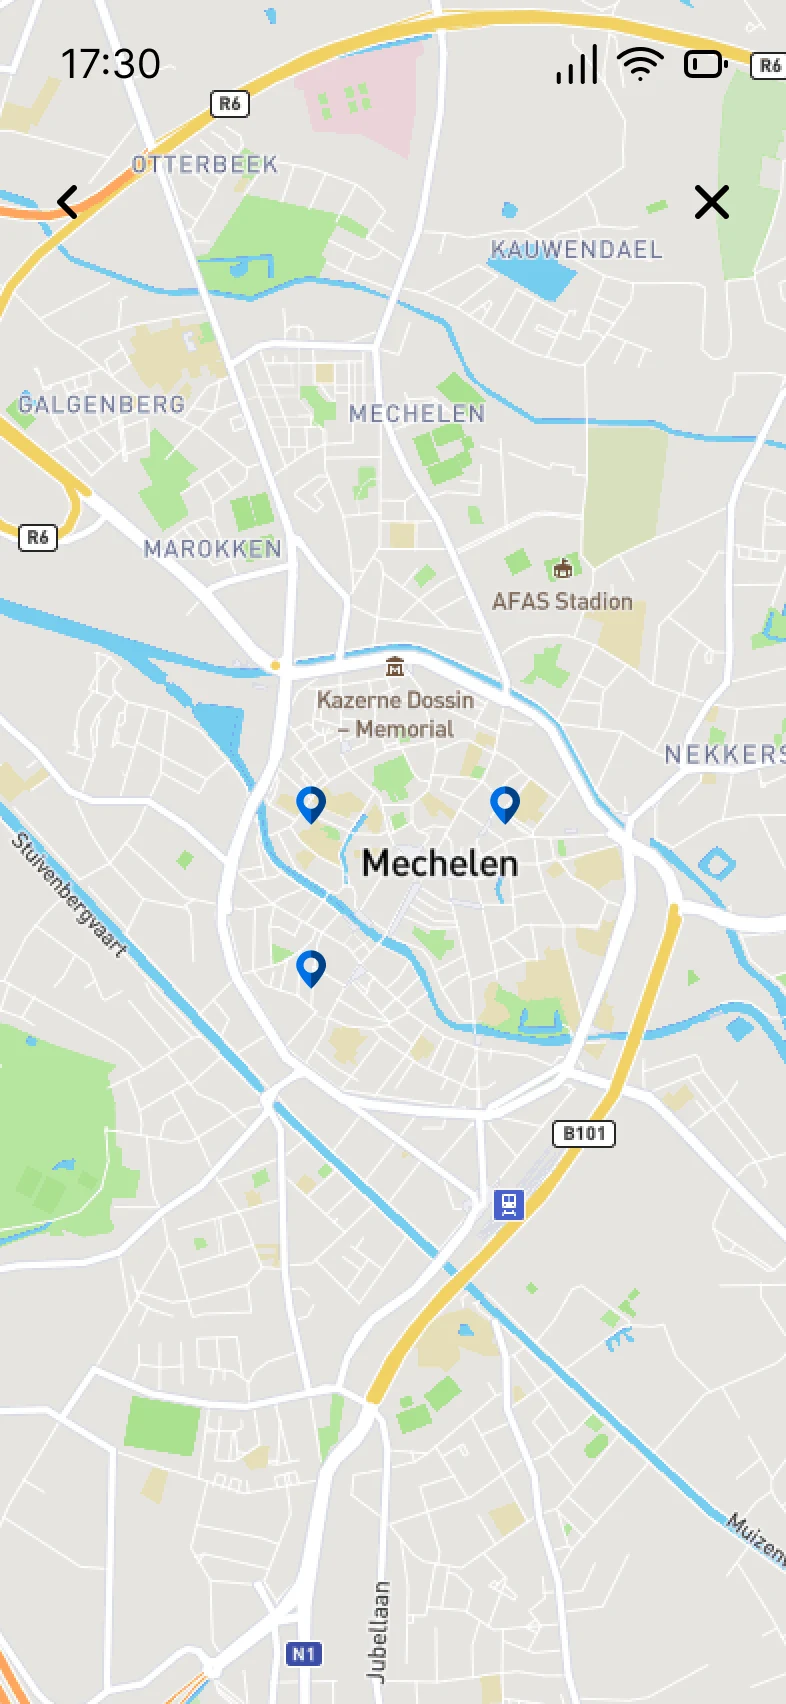 17:30
R6
R6
OTTERBEEK
KAUWENDAEL
GALGENBERG
MECHELEN
R6
MAROKKEN
AFAS Stadion
Kazerne Dossin
– Memorial
NEKKERS
Mechelen
Stuivenbergvaart
B101
Muizenv
Jubellaan
N1